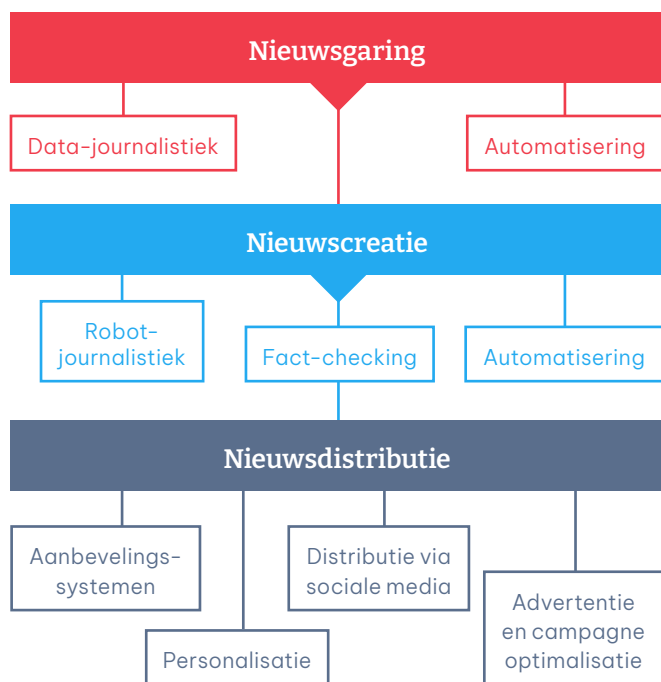 Nieuwsgaring
Data-journalistiek
Automatisering
Nieuwscreatie
Robot-
journalistiek
Fact-checking
Automatisering
Nieuwsdistributie
Aanbevelings-
systemen
Personalisatie
Distributie via
sociale media
Advertentie
en campagne
optimalisatie